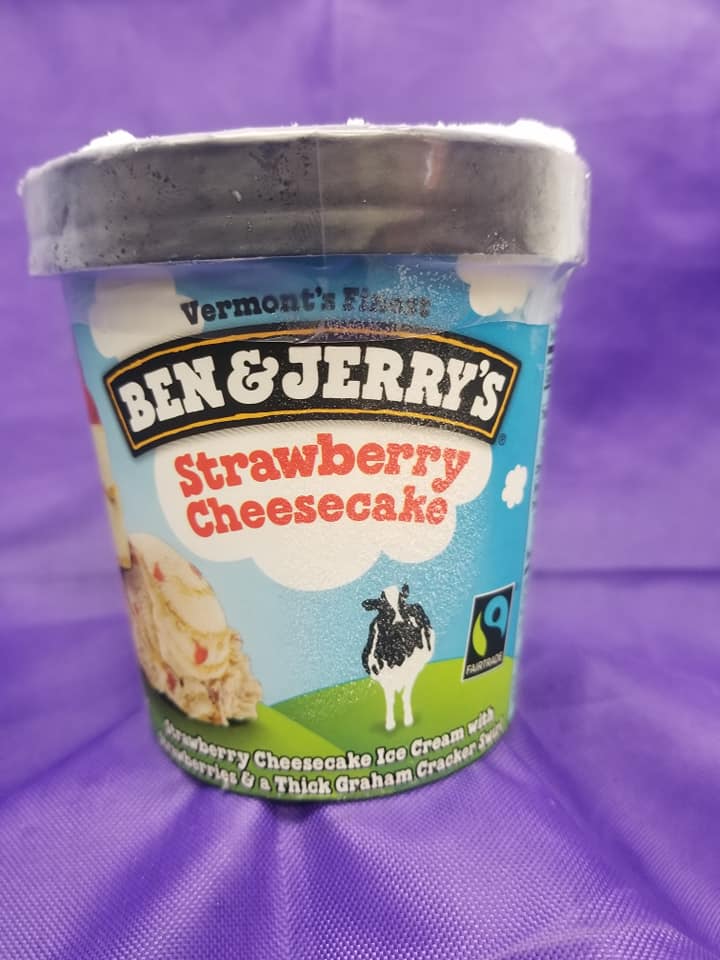 Vermont's Finest
BEN & JERRY'S
®
Strawberry
Cheesecake
FAIRTRADE
Strawberry Cheesecake Ice Cream with
Strawberries & a Thick Graham Cracker Swirl